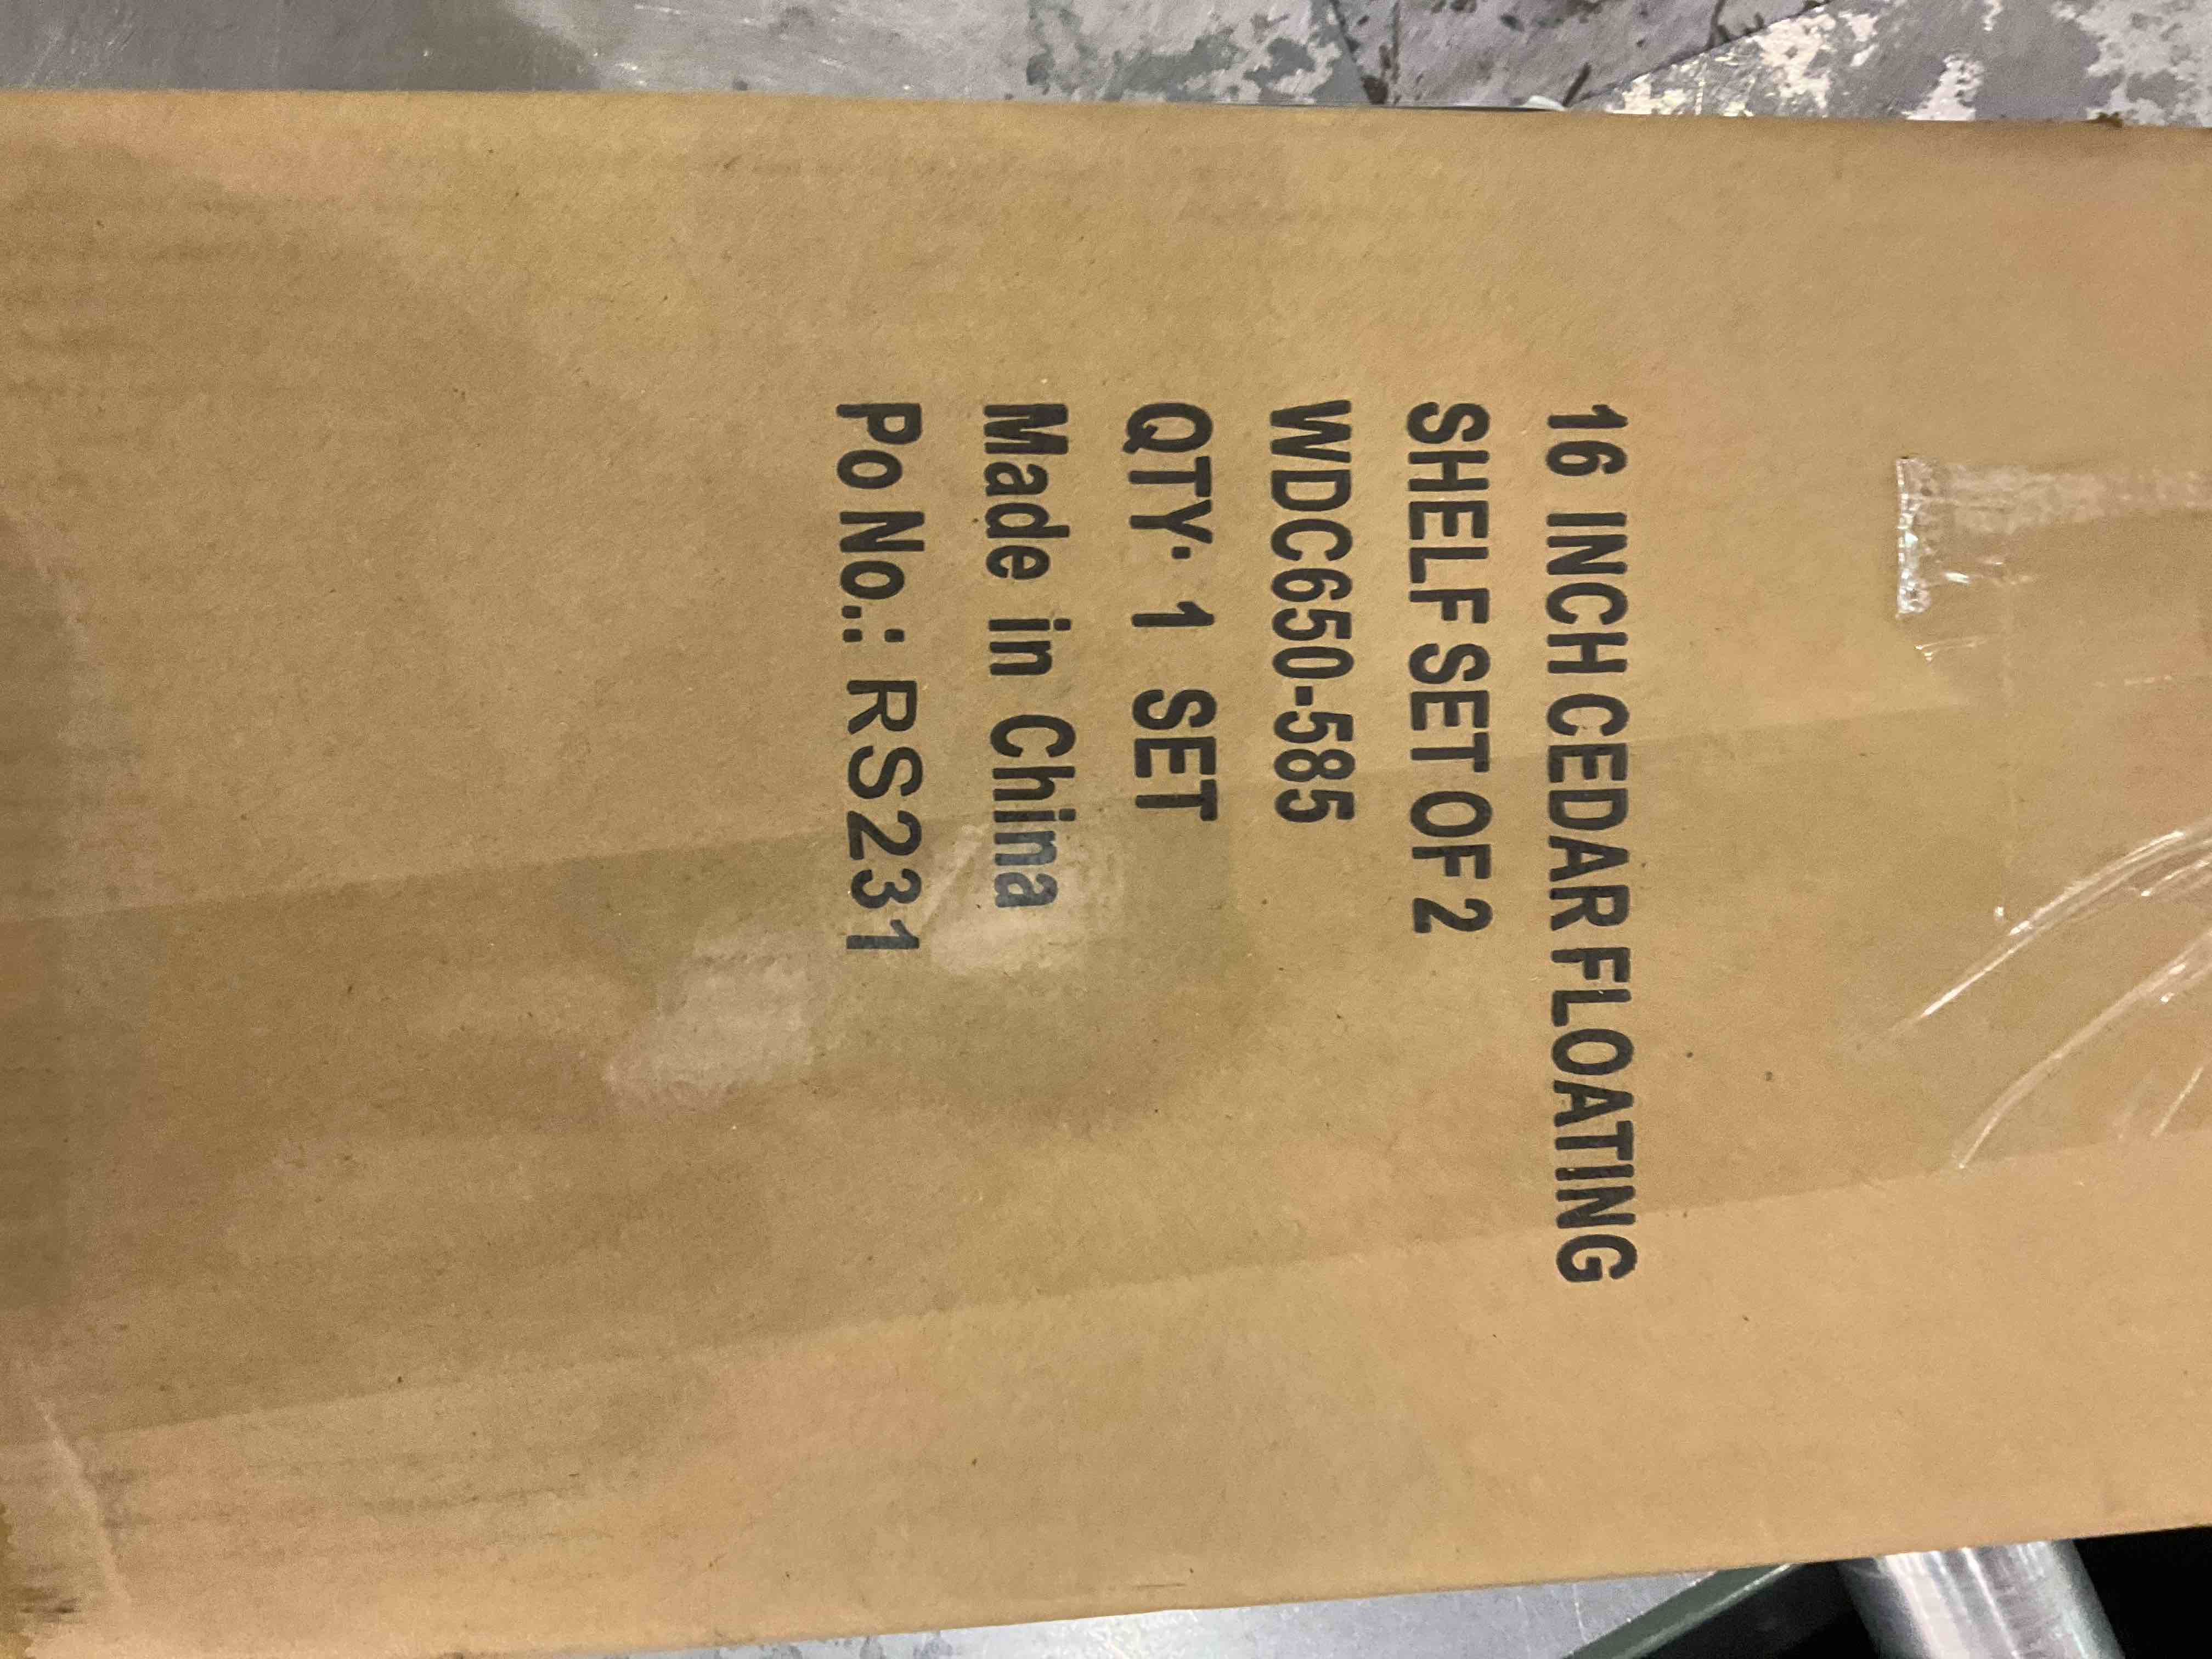 16 INCH CEDAR FLOATING
SHELF SET OF 2
WDC650-585
QTY: 1 SET
Made in China
Po No.: RS231